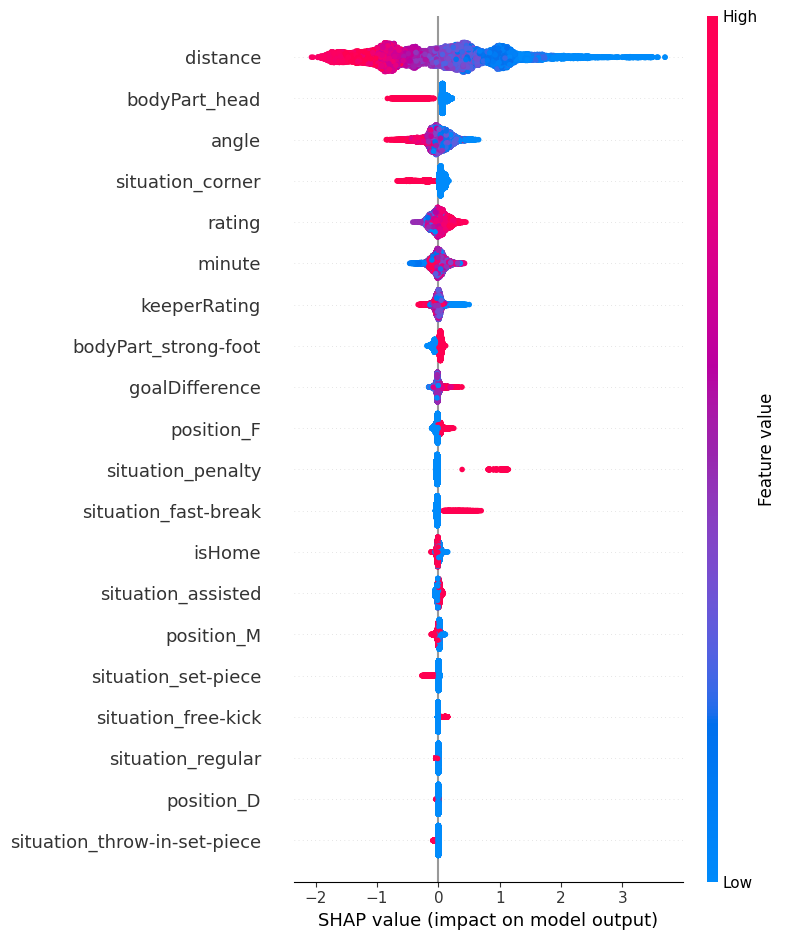 High
distance
bodyPart_head
angle
situation_corner
rating
minute
keeperRating
bodyPart_strong-foot
goalDifference
position_F
situation_penalty
situation_fast-break
isHome
situation_assisted
position_M
situation_set-piece
situation_free-kick
situation_regular
position_D
situation_throw-in-set-piece
Feature value
Low
−2 −1 0 1 2 3
SHAP value (impact on model output)